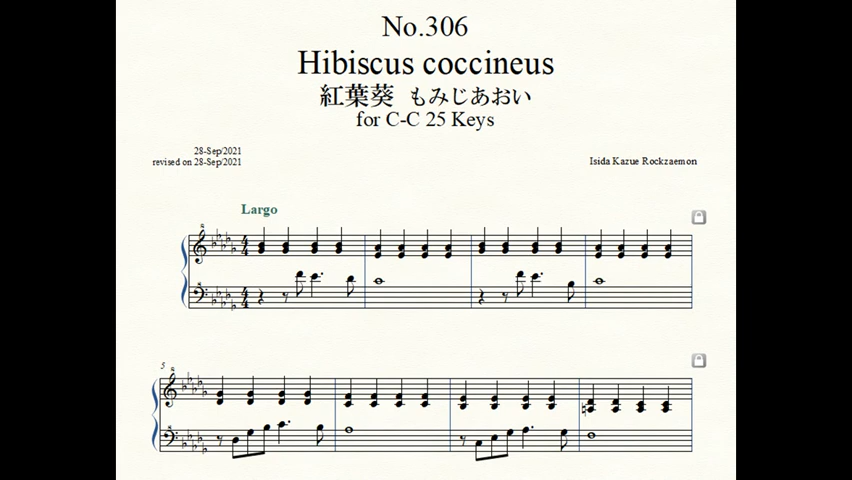 No.306
Hibiscus coccineus
紅葉葵 もみじあおい
for C-C 25 Keys
28-Sep/2021
revised on 28-Sep/2021
Isida Kazue Rockzaemon
Largo
5